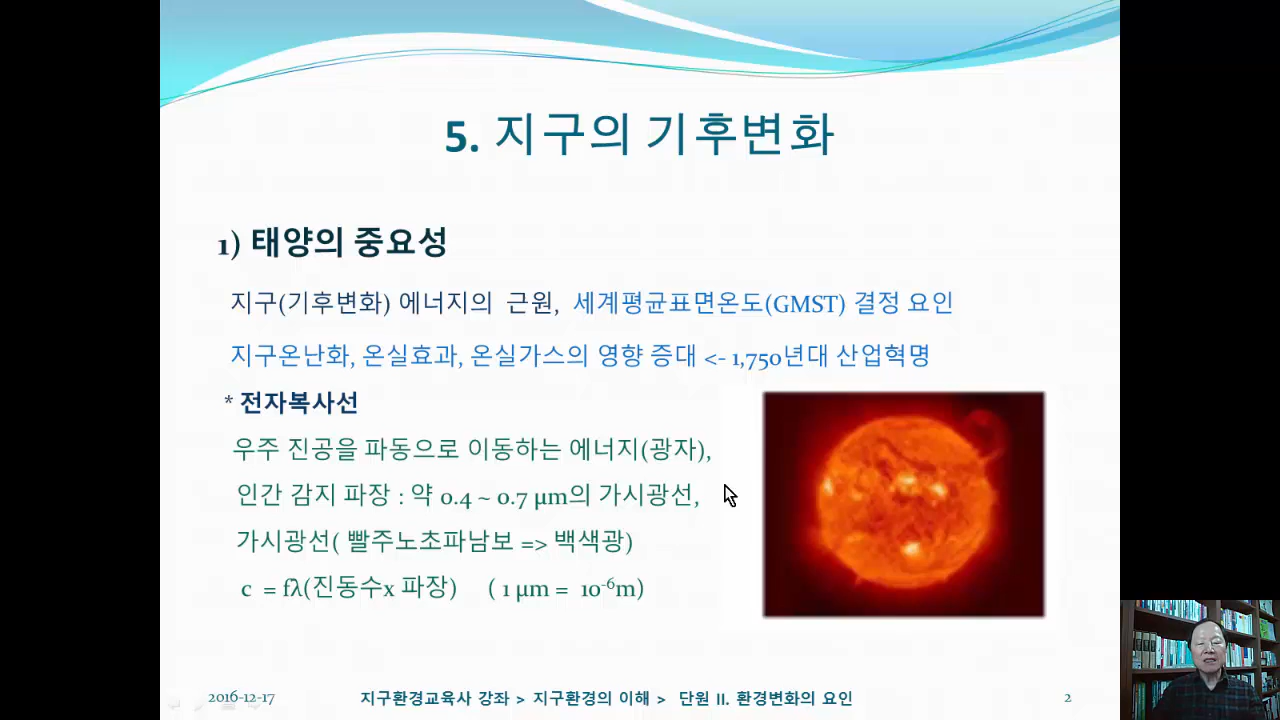 5. 지구의 기후변화
1) 태양의 중요성
지구(기후변화) 에너지의 근원, 세계평균표면온도(GMST) 결정 요인
지구온난화, 온실효과, 온실가스의 영향 증대 <- 1,750년대 산업혁명
* 전자복사선
우주 진공을 파동으로 이동하는 에너지(광자),
인간 감지 파장 : 약 0.4 ~ 0.7 μm의 가시광선,
가시광선( 빨주노초파남보 => 백색광)
c = fλ(진동수x 파장) ( 1 μm = 10⁻⁶m)
2016-12-17 지구환경교육사 강좌 > 지구환경의 이해 > 단원 II. 환경변화의 요인 2